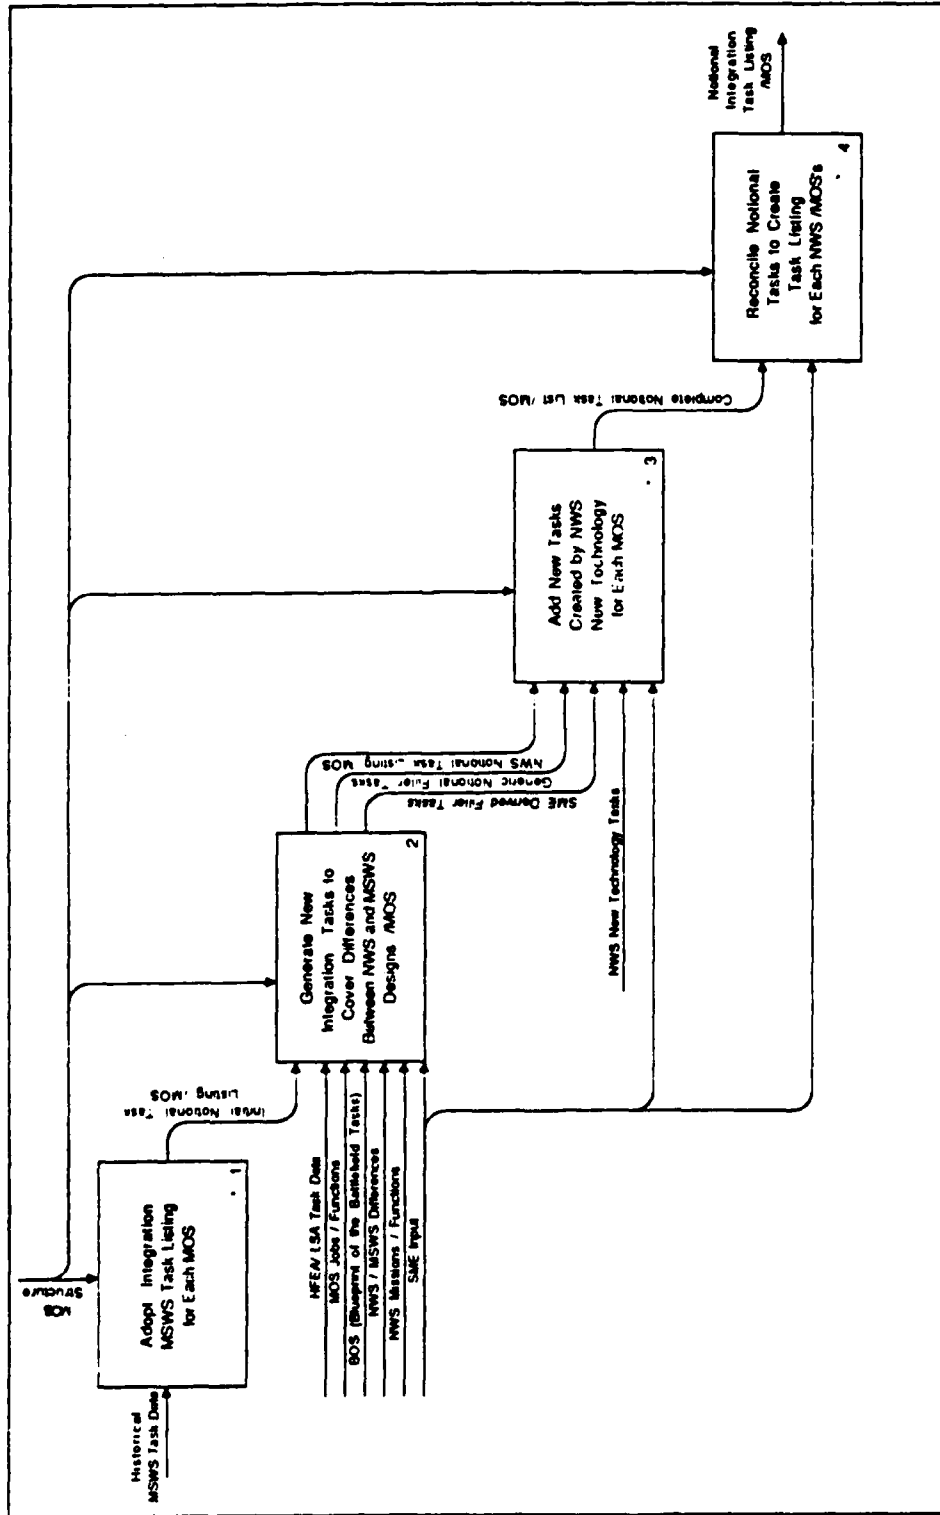 MOS
Structure
Historical
MSWS Task Data
Adopt Integration
MSWS Task Listing
for Each MOS
1
Initial Notional Task
Listing /MOS
HFEA/ LSA Task Data
MOS Jobs / Functions
BOS (Blueprint of the Battlefield Tasks)
NWS / MSWS Differences
NWS Missions / Functions
SME Input
Generate New
Integration Tasks to
Cover Differences
Between NWS and MSWS
Designs /MOS
2
NWS Notional Task Listing MOS
Generic Notional Filler Tasks
SME Derived Filler Tasks
NWS New Technology Tasks
Add New Tasks
Created by NWS
New Technology
for Each MOS
3
Complete Notional Task List /MOS
Reconcile Notional
Tasks to Create
Task Listing
for Each NWS /MOS's
4
Notional
Integration
Task Listing
/MOS